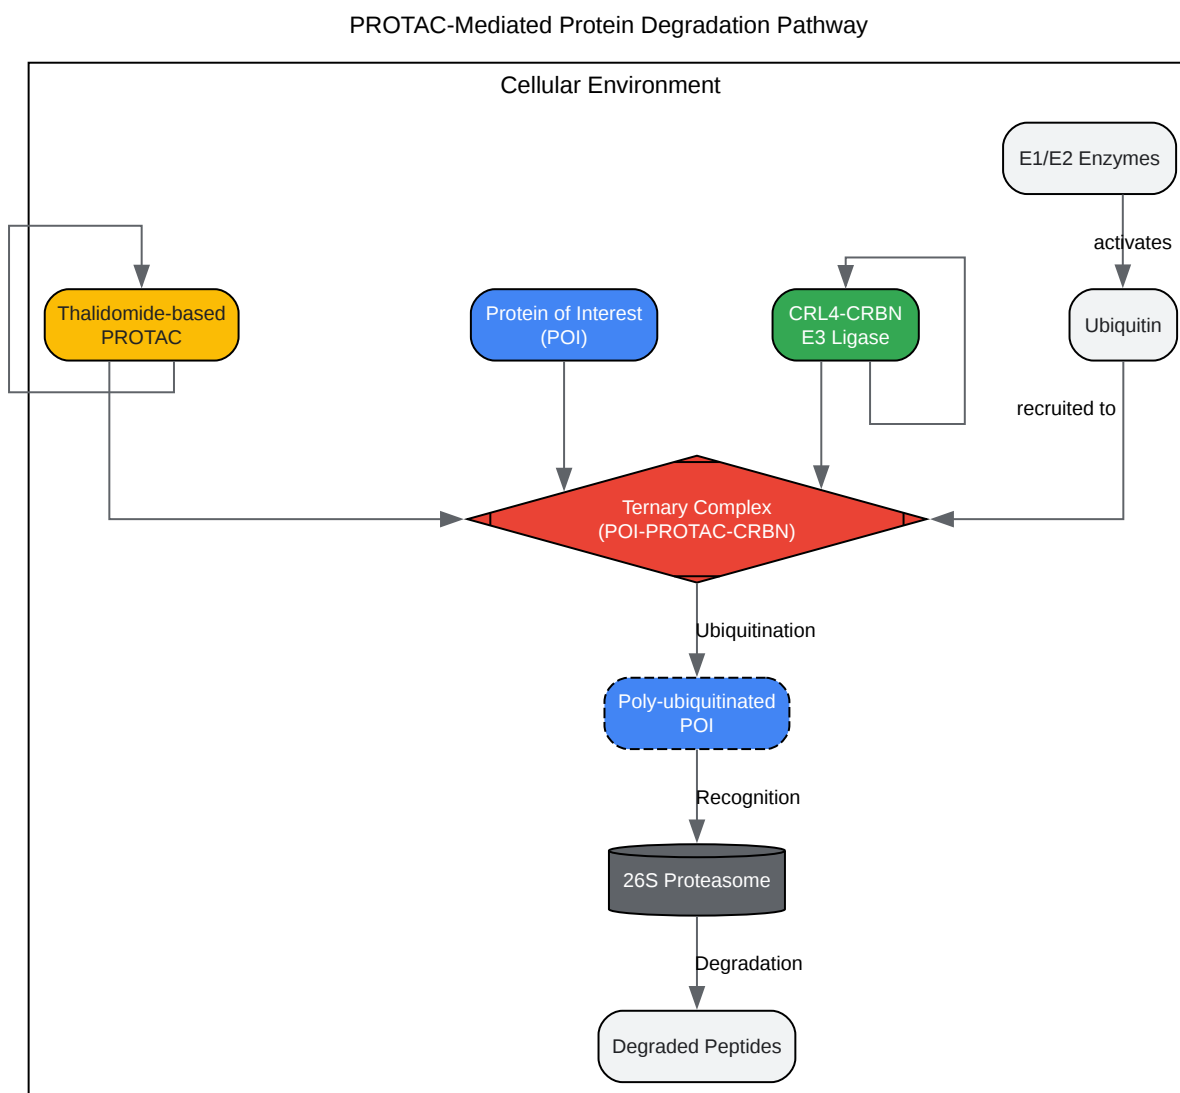 PROTAC-Mediated Protein Degradation Pathway
Cellular Environment
E1/E2 Enzymes
activates
Thalidomide-based
PROTAC
Protein of Interest
(POI)
CRL4-CRBN
E3 Ligase
Ubiquitin
recruited to
Ternary Complex
(POI-PROTAC-CRBN)
Ubiquitination
Poly-ubiquitinated
POI
Recognition
26S Proteasome
Degradation
Degraded Peptides